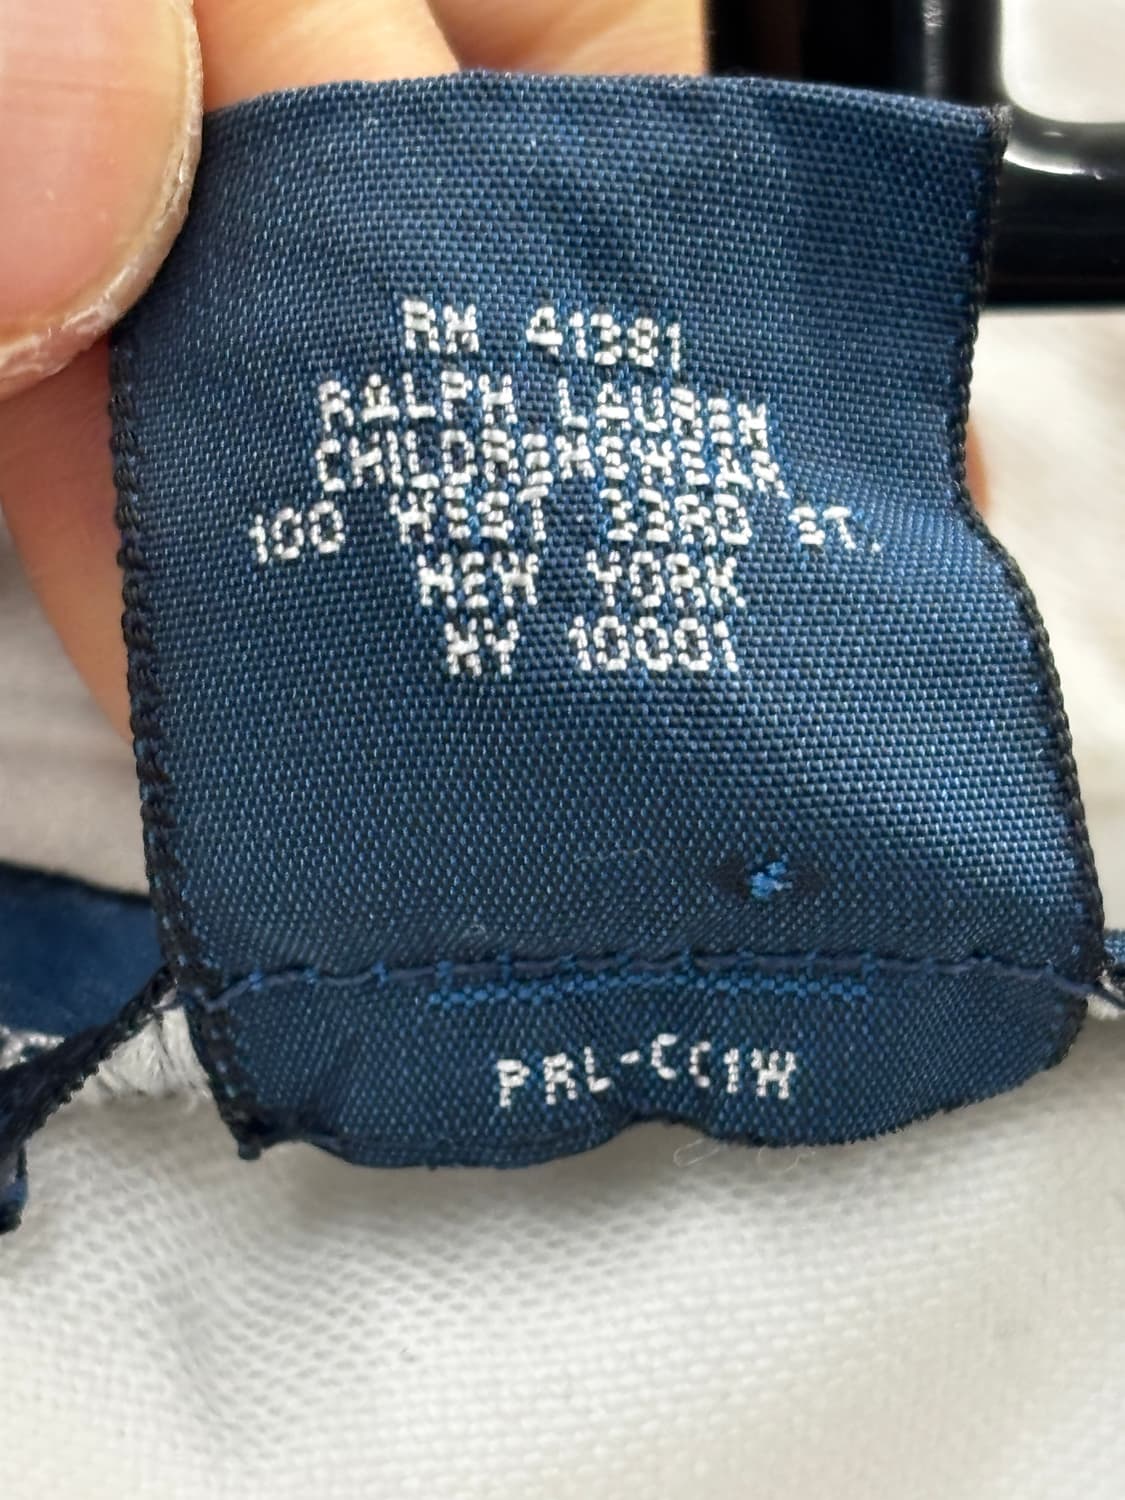 RN 41381
RALPH LAUREN
CHILDRENSWEAR
100 WEST 33RD ST.
NEW YORK
NY 10001
PRL-CC1W